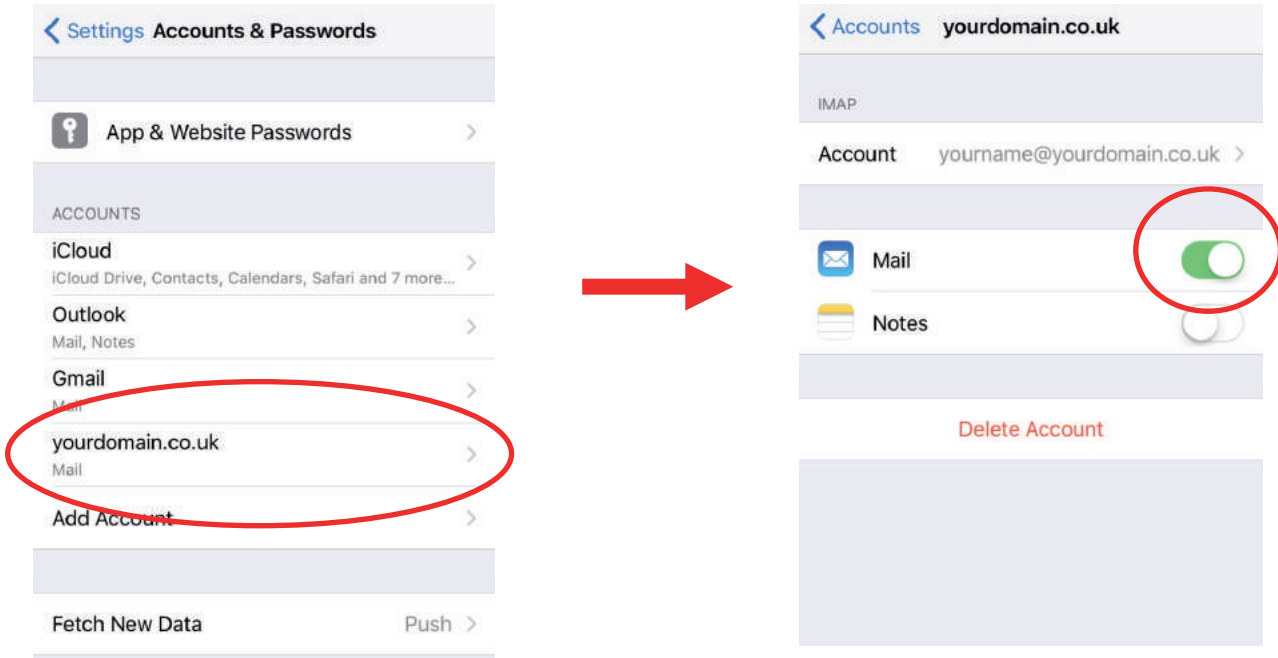 Settings Accounts & Passwords
App & Website Passwords
ACCOUNTS
iCloud
iCloud Drive, Contacts, Calendars, Safari and 7 more...
Outlook
Mail, Notes
Gmail
Mail
yourdomain.co.uk
Mail
Add Account
Fetch New Data Push
Accounts yourdomain.co.uk
IMAP
Account yourname@yourdomain.co.uk
Mail
Notes
Delete Account